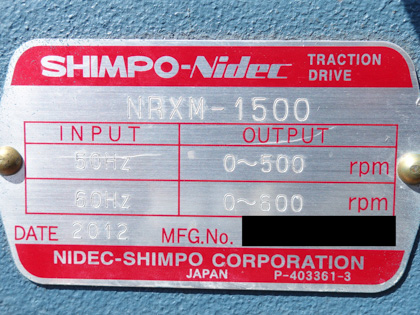 SHIMPO-Nidec TRACTION
DRIVE
NRXM-1500
INPUT OUTPUT
50Hz 0~500 rpm
60Hz 0~600 rpm
DATE 2012 MFG.No.
NIDEC-SHIMPO CORPORATION
JAPAN P-403361-3